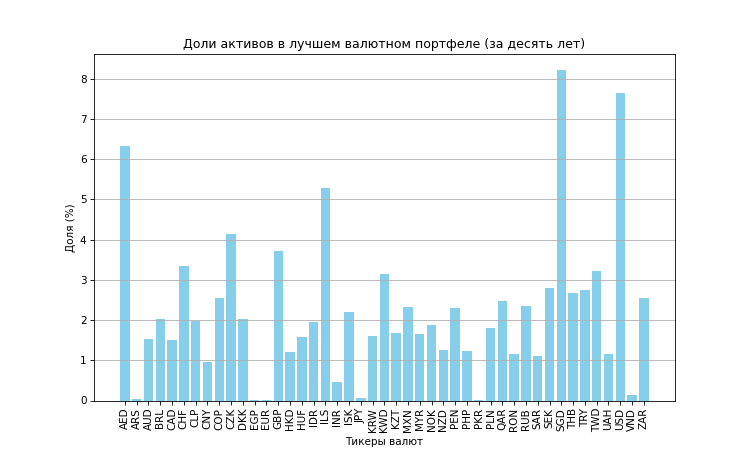 Доли активов в лучшем валютном портфеле (за десять лет)
Доля (%)
8
7
6
5
4
3
2
1
0
AED
ARS
AUD
BRL
CAD
CHF
CLP
CNY
COP
CZK
DKK
EGP
EUR
GBP
HKD
HUF
IDR
ILS
INR
ISK
JPY
KRW
KWD
KZT
MXN
MYR
NOK
NZD
PEN
PHP
PKR
PLN
QAR
RON
RUB
SAR
SEK
SGD
THB
TRY
TWD
UAH
USD
VND
ZAR
Тикеры валют